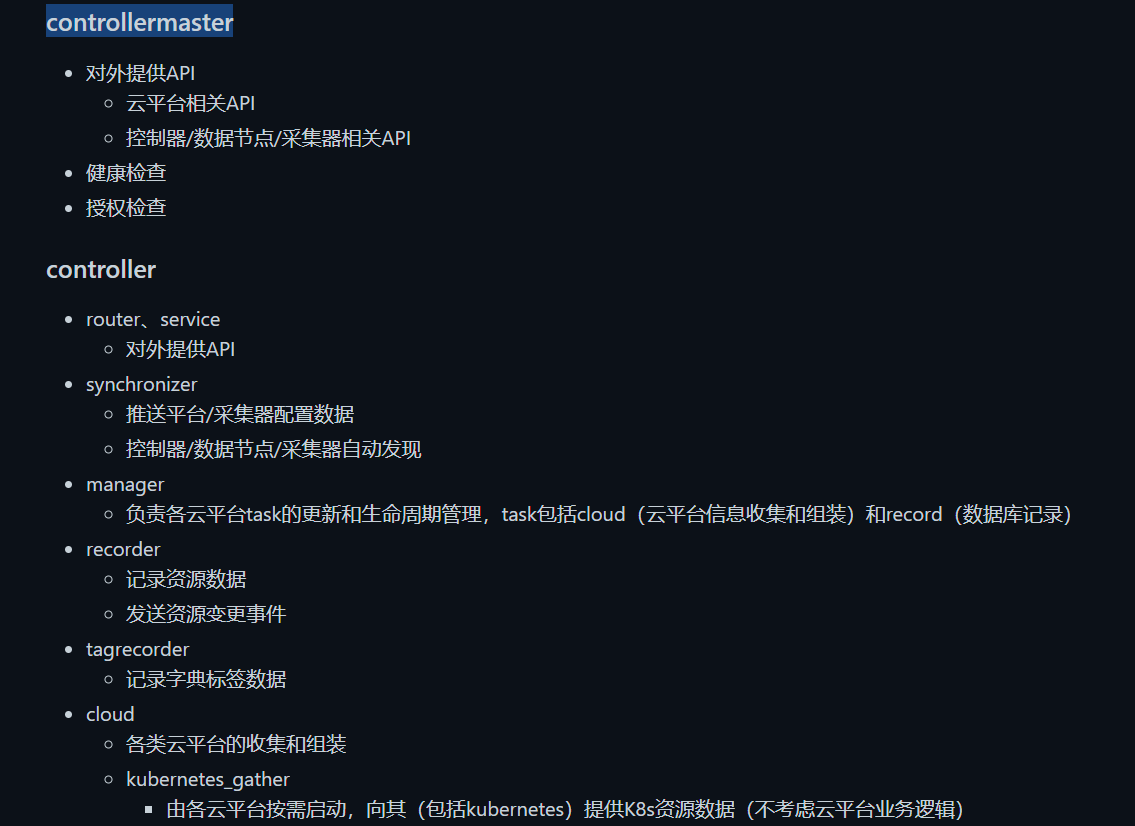 controllermaster
对外提供API
云平台相关API
控制器/数据节点/采集器相关API
健康检查
授权检查
controller
router、service
对外提供API
synchronizer
推送平台/采集器配置数据
控制器/数据节点/采集器自动发现
manager
负责各云平台task的更新和生命周期管理，task包括cloud（云平台信息收集和组装）和record（数据库记录）
recorder
记录资源数据
发送资源变更事件
tagrecorder
记录字典标签数据
cloud
各类云平台的收集和组装
kubernetes_gather
由各云平台按需启动，向其（包括kubernetes）提供K8s资源数据（不考虑云平台业务逻辑）